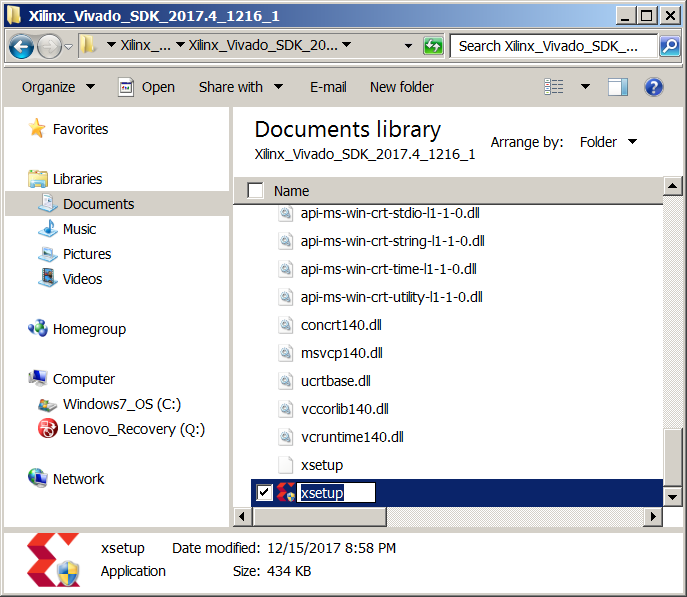 Xilinx_Vivado_SDK_2017.4_1216_1
Xilinx_... Xilinx_Vivado_SDK_20... Search Xilinx_Vivado_SDK_...
Organize Open Share with E-mail New folder
Favorites
Libraries
Documents
Music
Pictures
Videos
Homegroup
Computer
Windows7_OS (C:)
Lenovo_Recovery (Q:)
Network
Documents library
Xilinx_Vivado_SDK_2017.4_1216_1
Arrange by: Folder
Name
api-ms-win-crt-stdio-l1-1-0.dll
api-ms-win-crt-string-l1-1-0.dll
api-ms-win-crt-time-l1-1-0.dll
api-ms-win-crt-utility-l1-1-0.dll
concrt140.dll
msvcp140.dll
ucrtbase.dll
vccorlib140.dll
vcruntime140.dll
xsetup
xsetup
xsetup Date modified: 12/15/2017 8:58 PM
Application Size: 434 KB